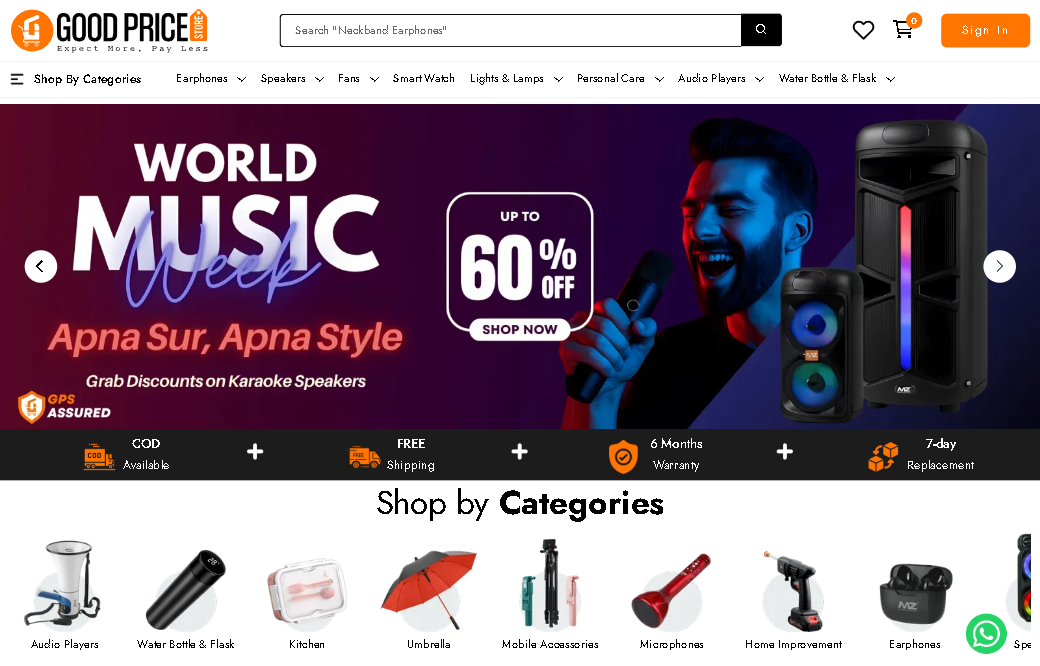 GOOD PRICE STORE
Expect More, Pay Less
Search "Neckband Earphones"
0
Sign In
Shop By Categories
Earphones
Speakers
Fans
Smart Watch
Lights & Lamps
Personal Care
Audio Players
Water Bottle & Flask
WORLD
MUSIC
Week
Apna Sur, Apna Style
Grab Discounts on Karaoke Speakers
GPS
ASSURED
UP TO
60% OFF
SHOP NOW
MZ
MZ
COD
COD
Available
FREE
FREE
Shipping
6 Months
Warranty
7-day
Replacement
Shop by Categories
28°
MZ
Audio Players
Water Bottle & Flask
Kitchen
Umbrella
Mobile Accessories
Microphones
Home Improvement
Earphones
Spe